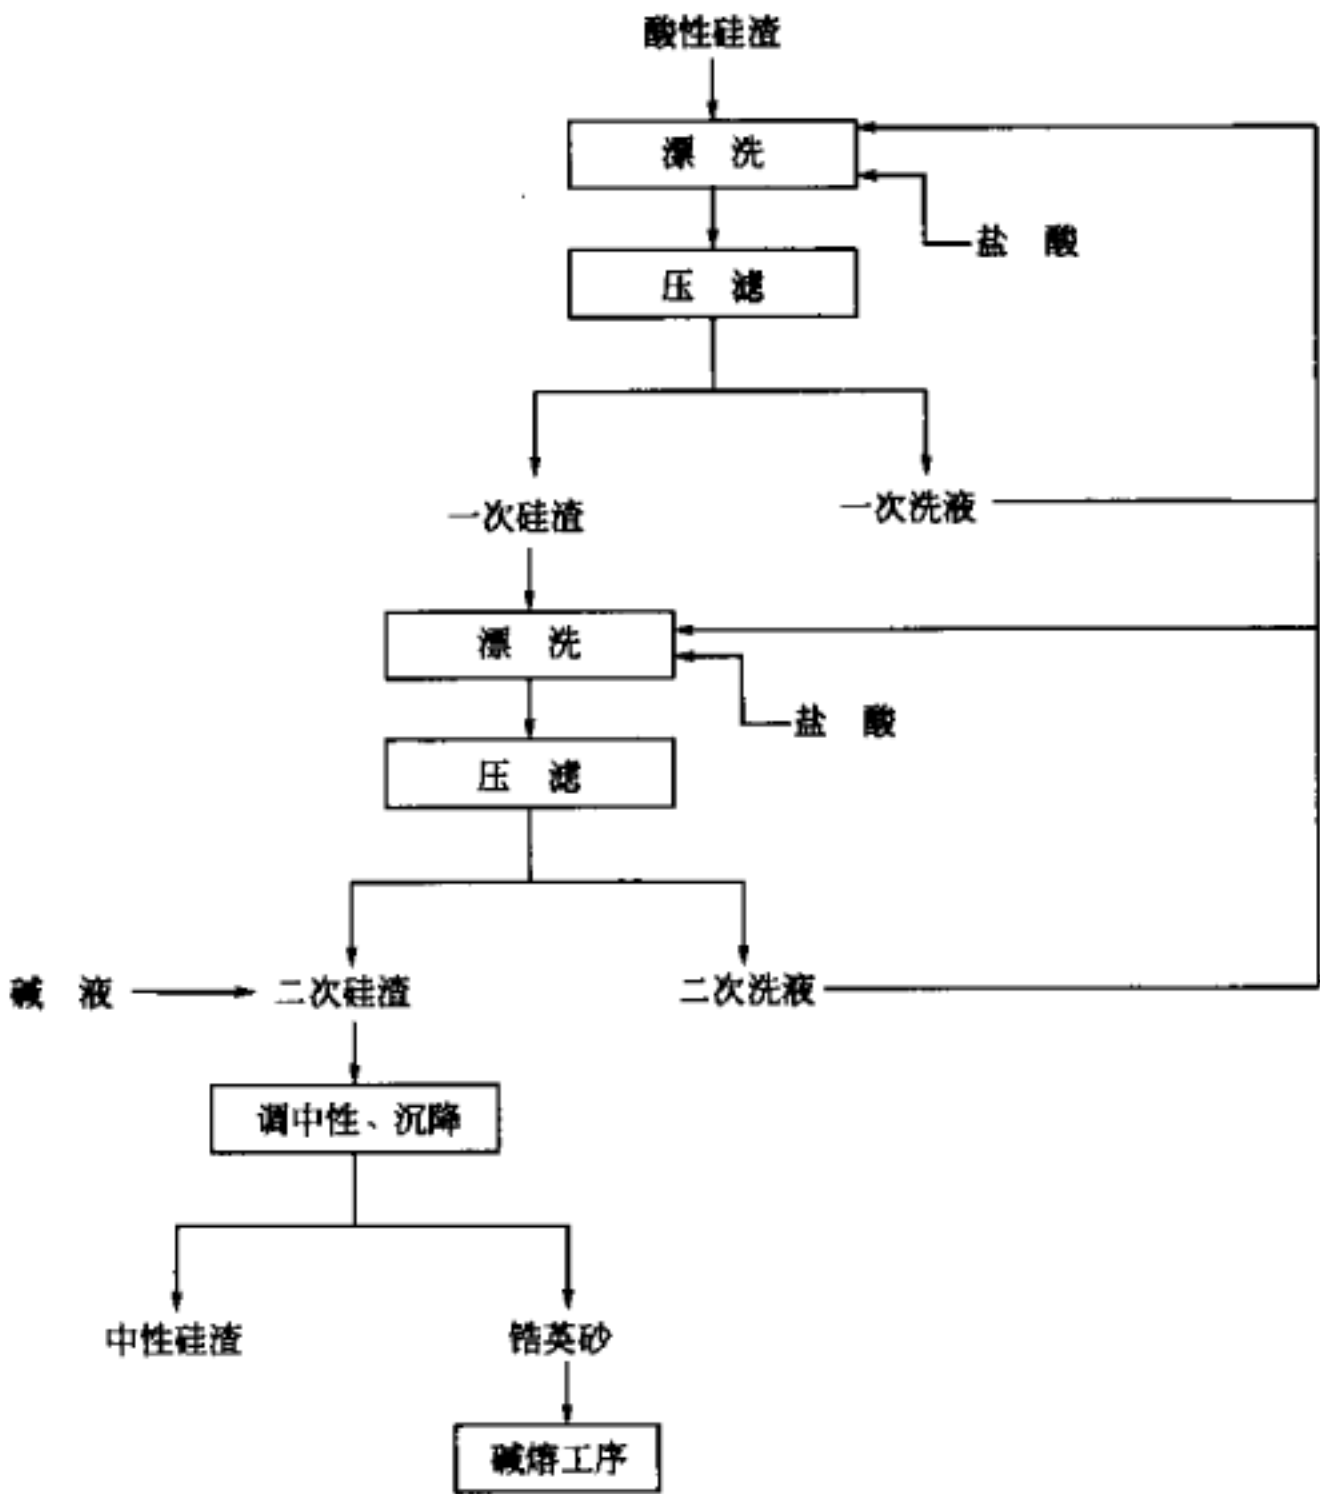 酸性硅渣
漂 洗
盐 酸
压 滤
一次硅渣
一次洗液
漂 洗
盐 酸
压 滤
碱 液
二次硅渣
二次洗液
调中性、沉降
中性硅渣
锆英砂
碱熔工序